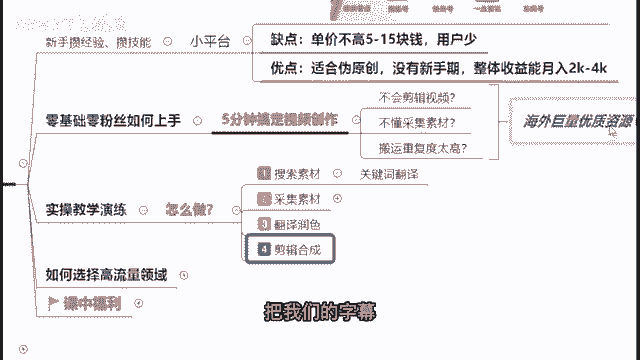 新手攒经验、攒技能
小平台
缺点：单价不高5-15块钱，用户少
优点：适合伪原创，没有新手期，整体收益能月入2k-4k
零基础零粉丝如何上手
5分钟搞定视频制作
不会剪辑视频？
不懂采集素材？
搬运重复度太高？
海外巨量优质资源
实操教学演练
怎么做？
1 搜索素材
关键词翻译
2 采集素材
3 翻译润色
4 剪辑合成
如何选择高流量领域
课中福利
把我们的字幕